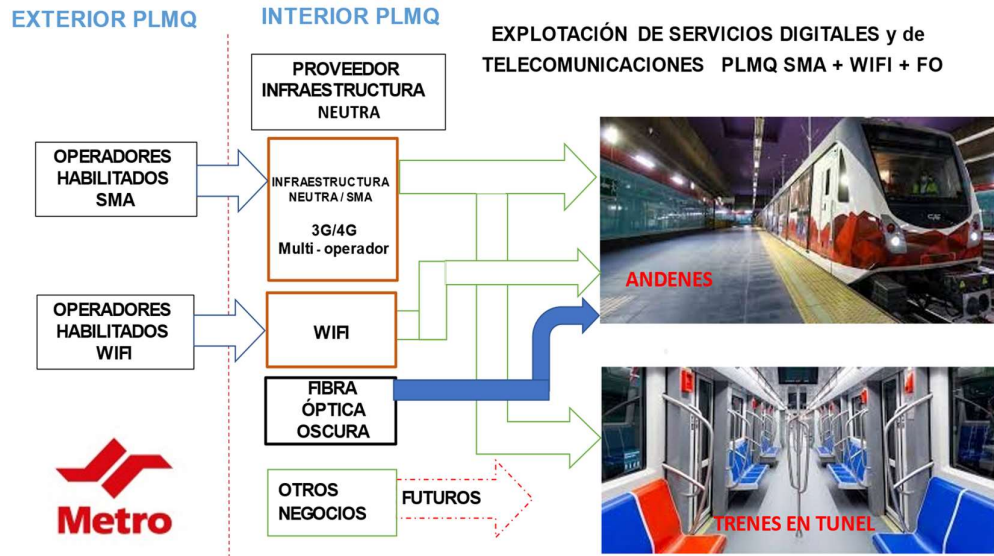 EXTERIOR PLMQ
INTERIOR PLMQ
EXPLOTACIÓN DE SERVICIOS DIGITALES y de
TELECOMUNICACIONES PLMQ SMA + WIFI + FO
PROVEEDOR
INFRAESTRUCTURA
NEUTRA
OPERADORES
HABILITADOS
SMA
INFRAESTRUCTURA
NEUTRA / SMA
3G/4G
Multi - operador
ANDENES
OPERADORES
HABILITADOS
WIFI
WIFI
FIBRA
ÓPTICA
OSCURA
Metro
OTROS
NEGOCIOS
FUTUROS
TRENES EN TUNEL